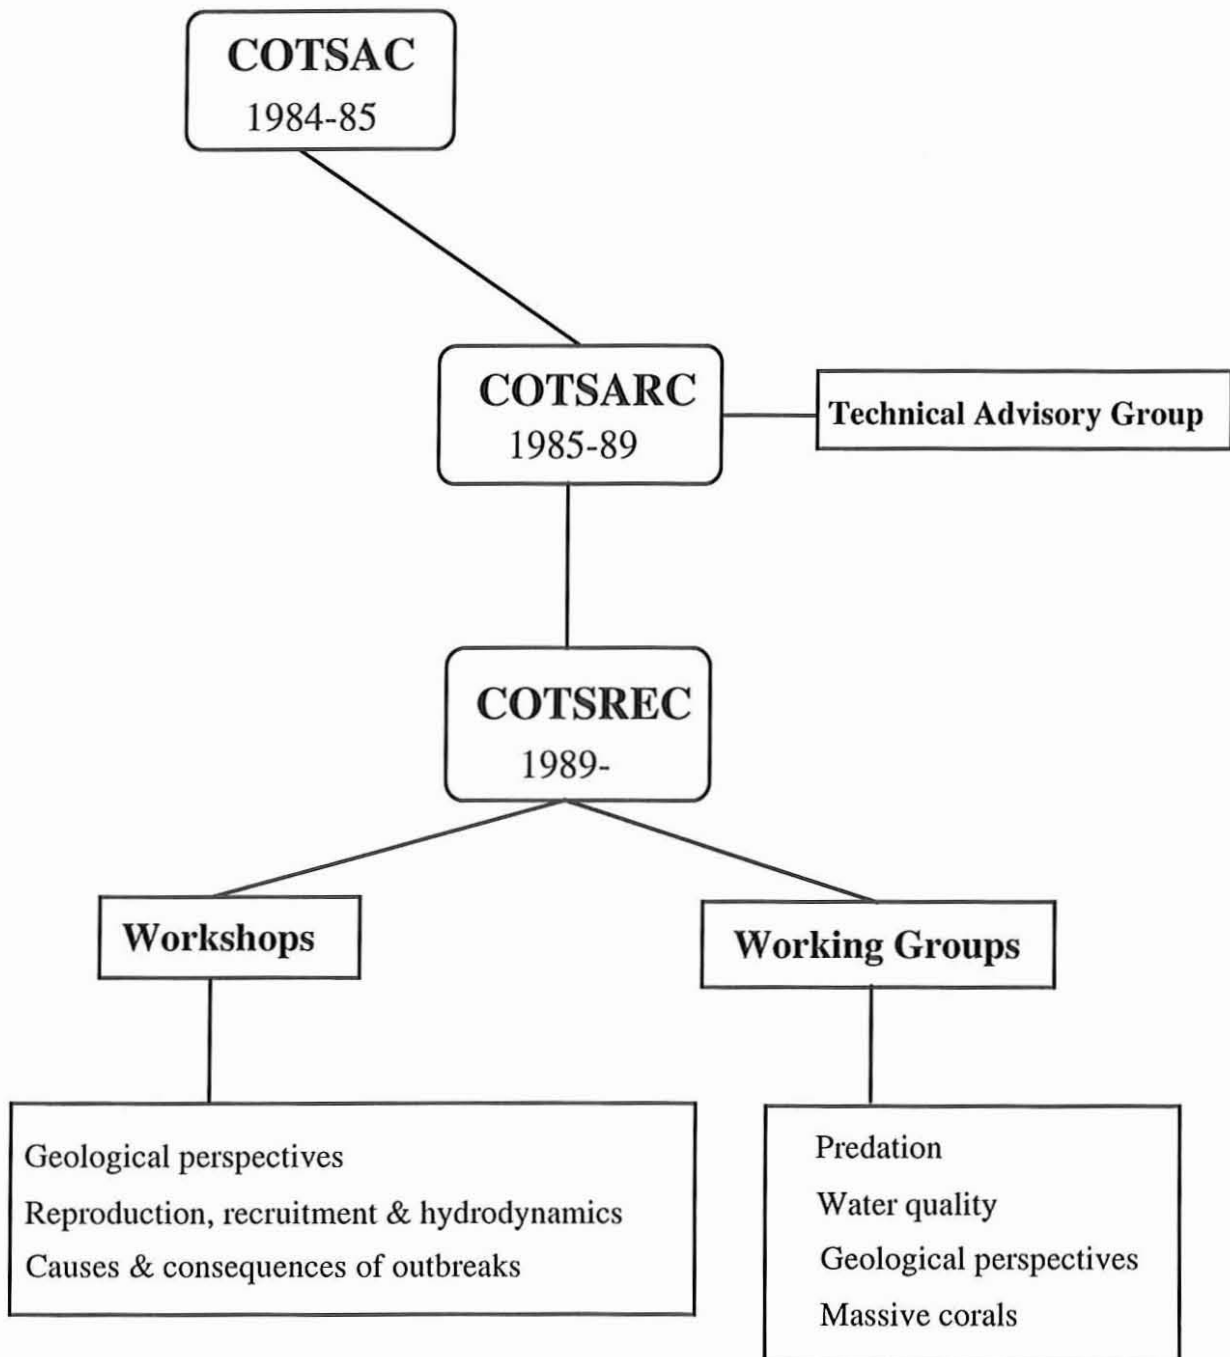 COTSAC
1984-85
COTSARC
1985-89
Technical Advisory Group
COTSREC
1989-
Workshops
Working Groups
Geological perspectives
Reproduction, recruitment & hydrodynamics
Causes & consequences of outbreaks
Predation
Water quality
Geological perspectives
Massive corals